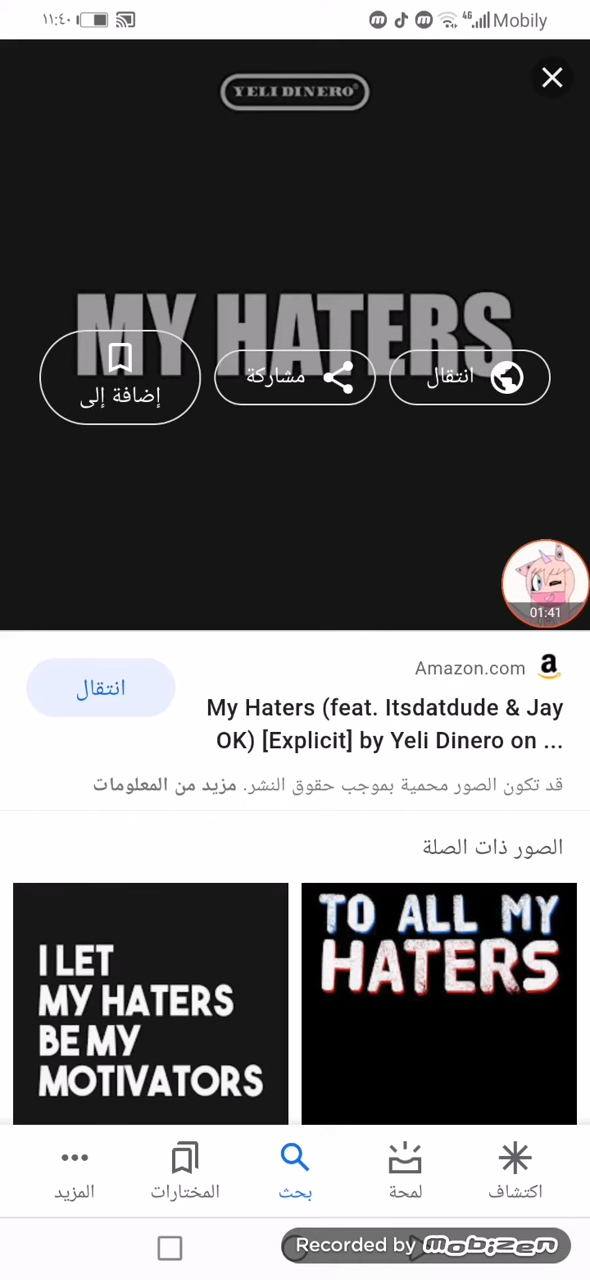 ١١:٤٠
4G Mobily
YELI DINERO®
MY HATERS
إضافة إلى
مشاركة
انتقال
01:41
Amazon.com
انتقال
My Haters (feat. Itsdatdude & Jay
OK) [Explicit] by Yeli Dinero on ...
قد تكون الصور محمية بموجب حقوق النشر. مزيد من المعلومات
الصور ذات الصلة
I LET
MY HATERS
BE MY
MOTIVATORS
TO ALL MY
HATERS
اكتشاف
لمحة
بحث
المختارات
المزيد
Recorded by mobizen